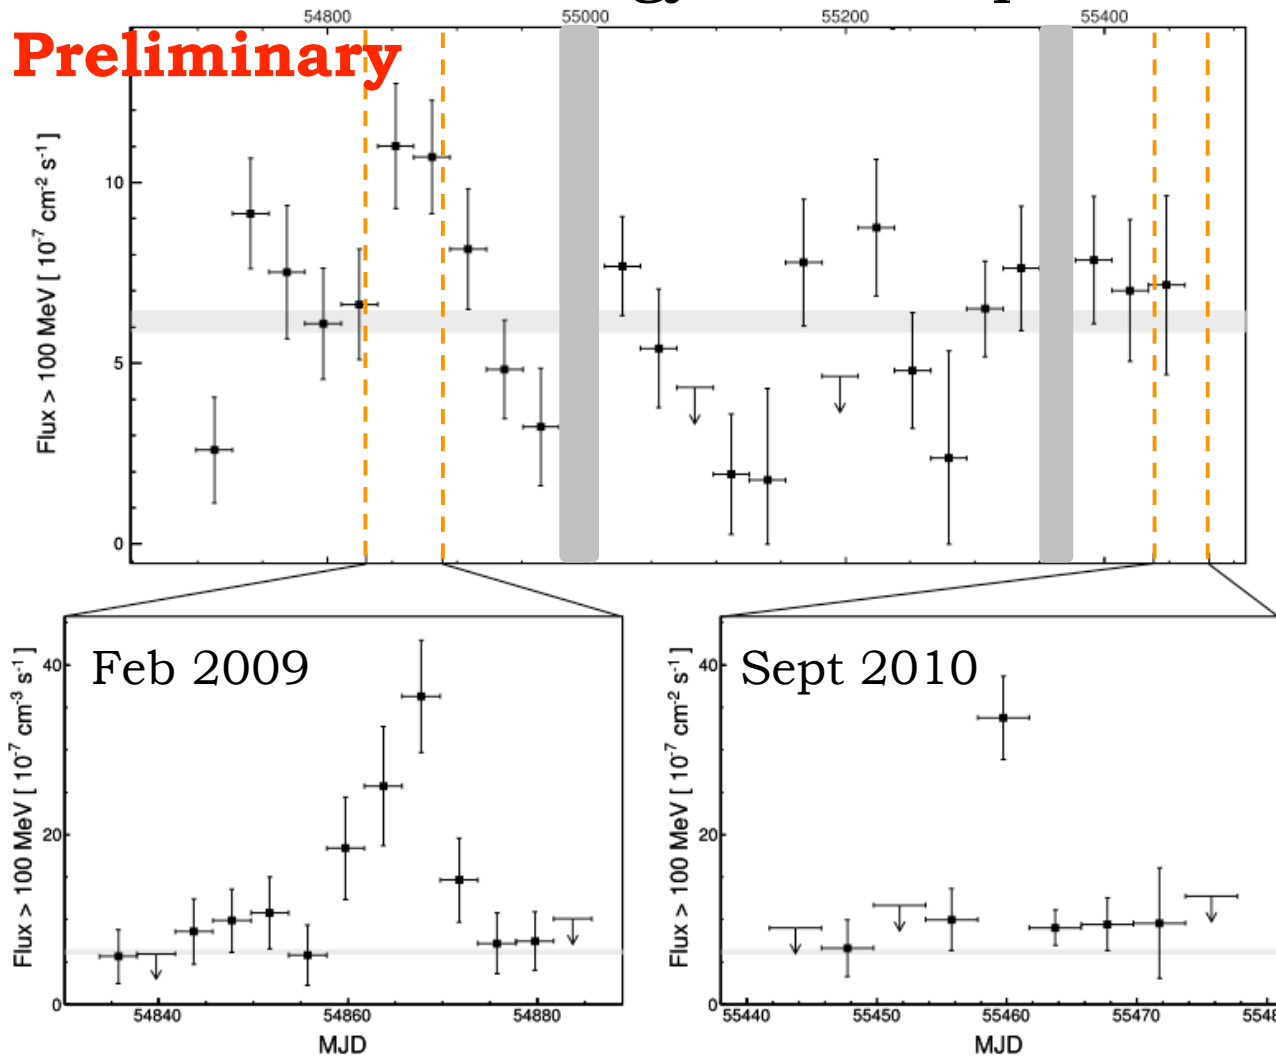 54800 55000 55200 55400
Preliminary
Flux > 100 MeV [ 10⁻⁷ cm⁻² s⁻¹ ]
10
5
0
Feb 2009
Flux > 100 MeV [ 10⁻⁷ cm⁻³ s⁻¹ ]
40
20
0
54840 54860 54880
MJD
Sept 2010
Flux > 100 MeV [ 10⁻⁷ cm⁻² s⁻¹ ]
40
20
0
55440 55450 55460 55470
MJD